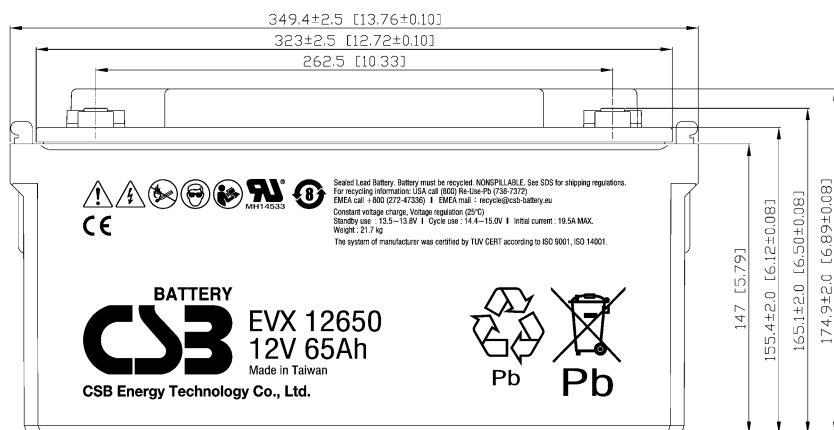 349.4±2.5 [13.76±0.10]
323±2.5 [12.72±0.10]
262.5 [10.33]
Sealed Lead Battery. Battery must be recycled. NONSPILLABLE. See SDS for shipping regulations.
For recycling information: USA call (800) Re-Use-Pb (738-7372)
EMEA call +800 (272-47336) I EMEA mail : recycle@csb-battery.eu
Constant voltage charge, Voltage regulation (25°C)
Standby use : 13.5~13.8V I Cycle use : 14.4~15.0V I Initial current : 19.5A MAX.
Weight : 21.7 kg
The system of manufacturer was certified by TUV CERT according to ISO 9001, ISO 14001.
RU ®
MH14533
8
CE
BATTERY
CSB
EVX 12650
12V 65Ah
Made in Taiwan
CSB Energy Technology Co., Ltd.
Pb
Pb
147 [5.79]
155.4±2.0 [6.12±0.08]
165.1±2.0 [6.50±0.08]
174.9±2.0 [6.89±0.08]